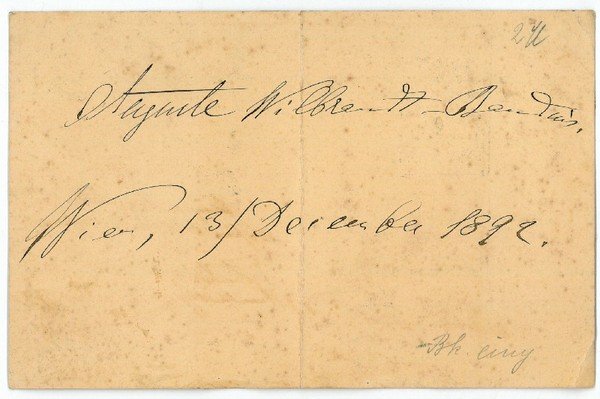 Auguste Wilbrandt-Baudius.
Wien, 13/December 1892.